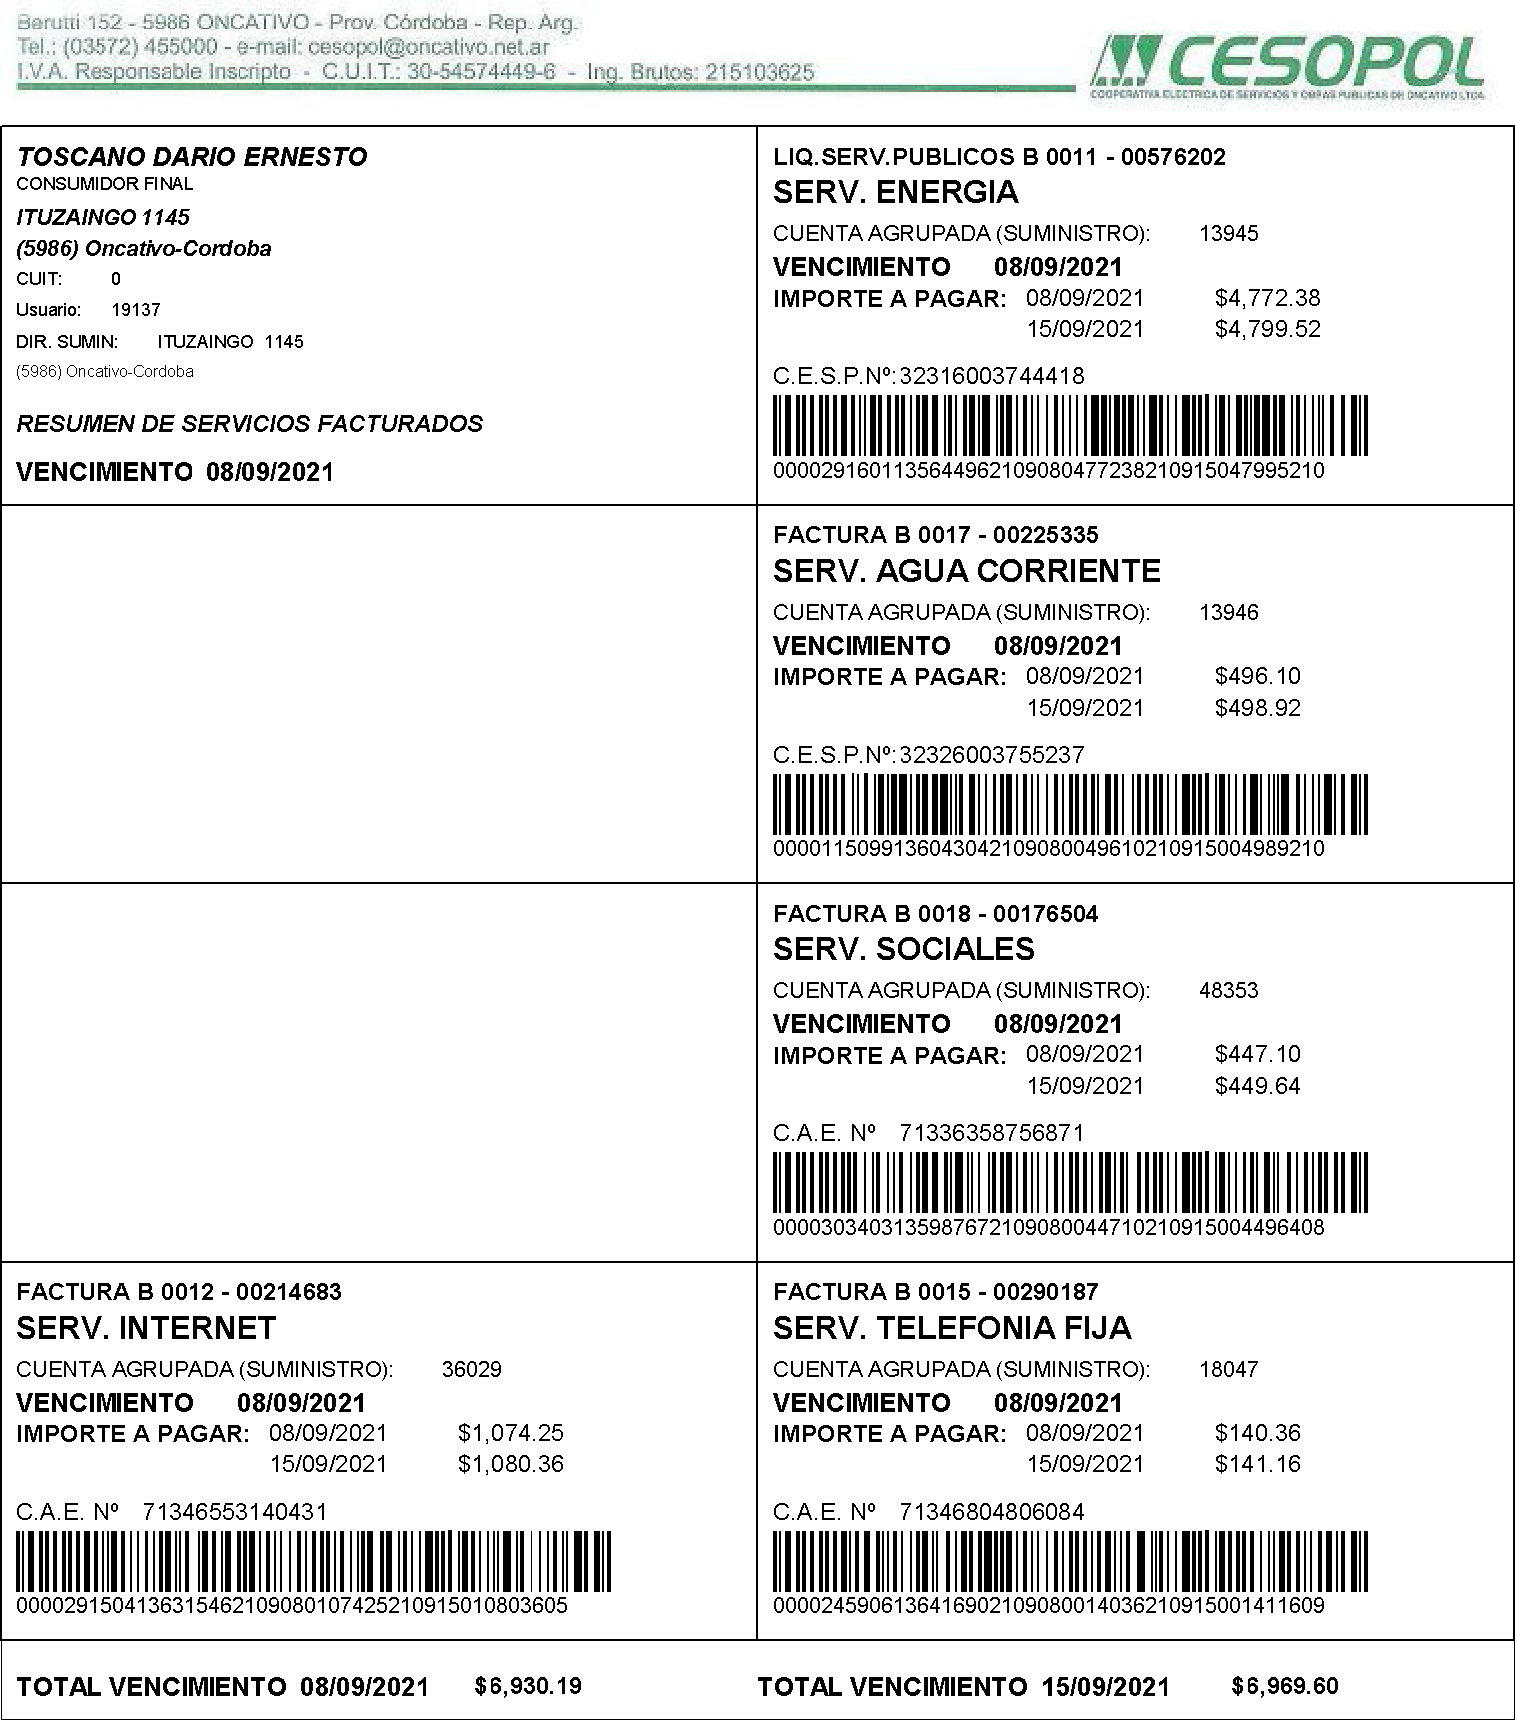 Berutti 152 - 5986 ONCATIVO - Prov. Córdoba - Rep. Arg.
Tel.: (03572) 455000 - e-mail: cesopol@oncativo.net.ar
I.V.A. Responsable Inscripto - C.U.I.T.: 30-54574449-6 - Ing. Brutos: 215103625
CESOPOL
COOPERATIVA ELECTRICA DE SERVICIOS Y OBRAS PUBLICAS DE ONCATIVO LTDA.
TOSCANO DARIO ERNESTO
CONSUMIDOR FINAL
ITUZAINGO 1145
(5986) Oncativo-Cordoba
CUIT: 0
Usuario: 19137
DIR. SUMIN: ITUZAINGO 1145
(5986) Oncativo-Cordoba
RESUMEN DE SERVICIOS FACTURADOS
VENCIMIENTO 08/09/2021
LIQ.SERV.PUBLICOS B 0011 - 00576202
SERV. ENERGIA
CUENTA AGRUPADA (SUMINISTRO): 13945
VENCIMIENTO 08/09/2021
IMPORTE A PAGAR: 08/09/2021 $4,772.38
15/09/2021 $4,799.52
C.E.S.P.Nº: 32316003744418
0000291601135644962109080477238210915047995210
FACTURA B 0017 - 00225335
SERV. AGUA CORRIENTE
CUENTA AGRUPADA (SUMINISTRO): 13946
VENCIMIENTO 08/09/2021
IMPORTE A PAGAR: 08/09/2021 $496.10
15/09/2021 $498.92
C.E.S.P.Nº: 32326003755237
0000115099136043042109080049610210915004989210
FACTURA B 0018 - 00176504
SERV. SOCIALES
CUENTA AGRUPADA (SUMINISTRO): 48353
VENCIMIENTO 08/09/2021
IMPORTE A PAGAR: 08/09/2021 $447.10
15/09/2021 $449.64
C.A.E. Nº 71336358756871
0000303403135987672109080044710210915004496408
FACTURA B 0012 - 00214683
SERV. INTERNET
CUENTA AGRUPADA (SUMINISTRO): 36029
VENCIMIENTO 08/09/2021
IMPORTE A PAGAR: 08/09/2021 $1,074.25
15/09/2021 $1,080.36
C.A.E. Nº 71346553140431
0000291504136315462109080107425210915010803605
FACTURA B 0015 - 00290187
SERV. TELEFONIA FIJA
CUENTA AGRUPADA (SUMINISTRO): 18047
VENCIMIENTO 08/09/2021
IMPORTE A PAGAR: 08/09/2021 $140.36
15/09/2021 $141.16
C.A.E. Nº 71346804806084
0000245906136416902109080014036210915001411609
TOTAL VENCIMIENTO 08/09/2021 $6,930.19
TOTAL VENCIMIENTO 15/09/2021 $6,969.60